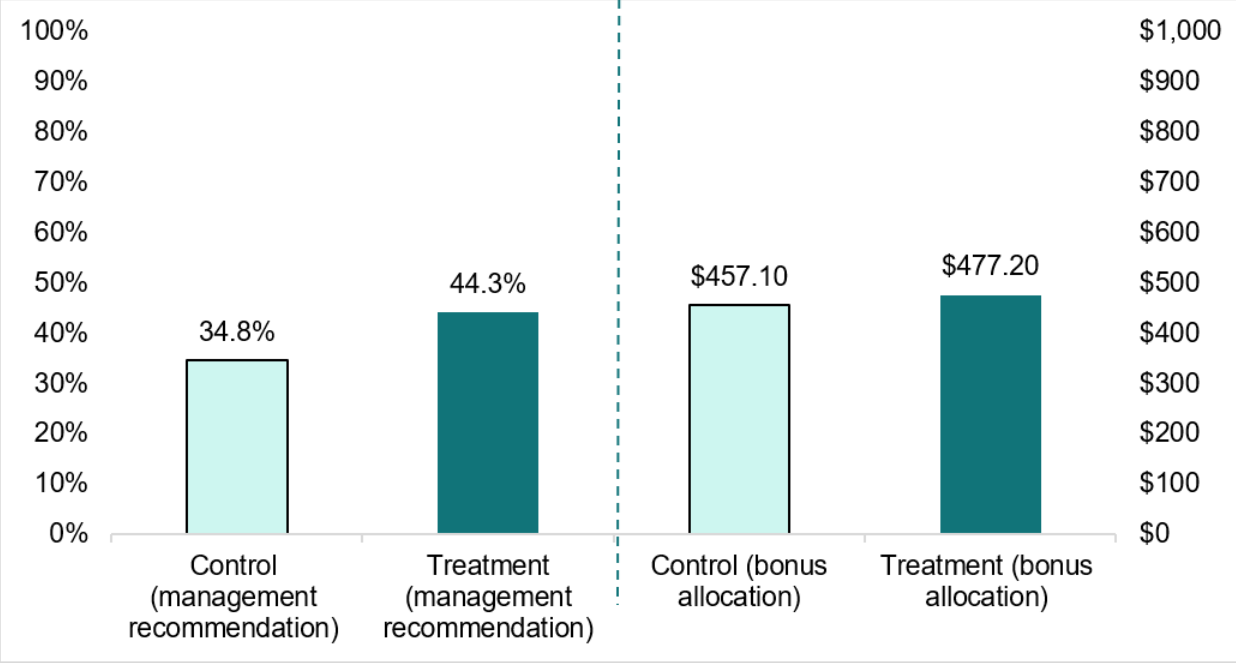 100%
90%
80%
70%
60%
50%
40%
30%
20%
10%
0%
34.8%
44.3%
$457.10
$477.20
$1,000
$900
$800
$700
$600
$500
$400
$300
$200
$100
$0
Control
(management
recommendation)
Treatment
(management
recommendation)
Control (bonus
allocation)
Treatment (bonus
allocation)